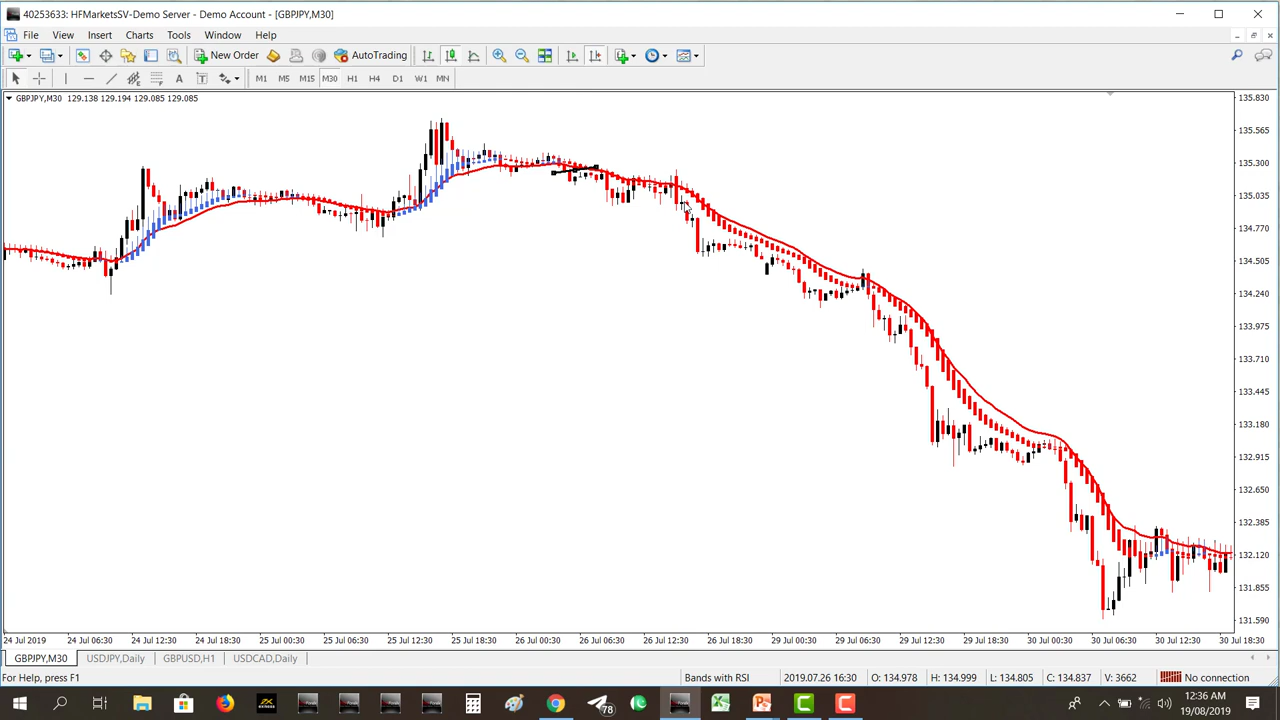 40253633: HFMarketsSV-Demo Server - Demo Account - [GBPJPY,M30]
File View Insert Charts Tools Window Help
New Order AutoTrading
A T M1 M5 M15 M30 H1 H4 D1 W1 MN
GBPJPY,M30 129.138 129.194 129.085 129.085
135.830
135.565
135.300
135.035
134.770
134.505
134.240
133.975
133.710
133.445
133.180
132.915
132.650
132.385
132.120
131.855
131.590
24 Jul 2019 24 Jul 06:30 24 Jul 12:30 24 Jul 18:30 25 Jul 00:30 25 Jul 06:30 25 Jul 12:30 25 Jul 18:30 26 Jul 00:30 26 Jul 06:30 26 Jul 12:30 26 Jul 18:30 29 Jul 00:30 29 Jul 06:30 29 Jul 12:30 29 Jul 18:30 30 Jul 00:30 30 Jul 06:30 30 Jul 12:30 30 Jul 18:30
GBPJPY,M30 USDJPY,Daily GBPUSD,H1 USDCAD,Daily
For Help, press F1 Bands with RSI 2019.07.26 16:30 O: 134.978 H: 134.999 L: 134.805 C: 134.837 V: 3662 No connection
78
12:36 AM
19/08/2019